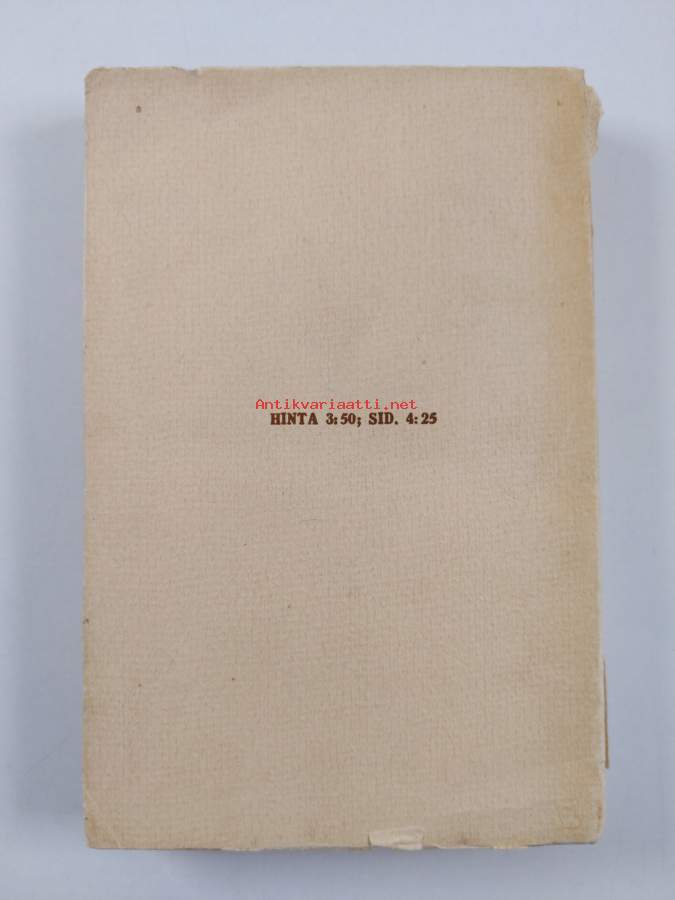 Antikvariaatti.net
HINTA 3:50; SID. 4:25